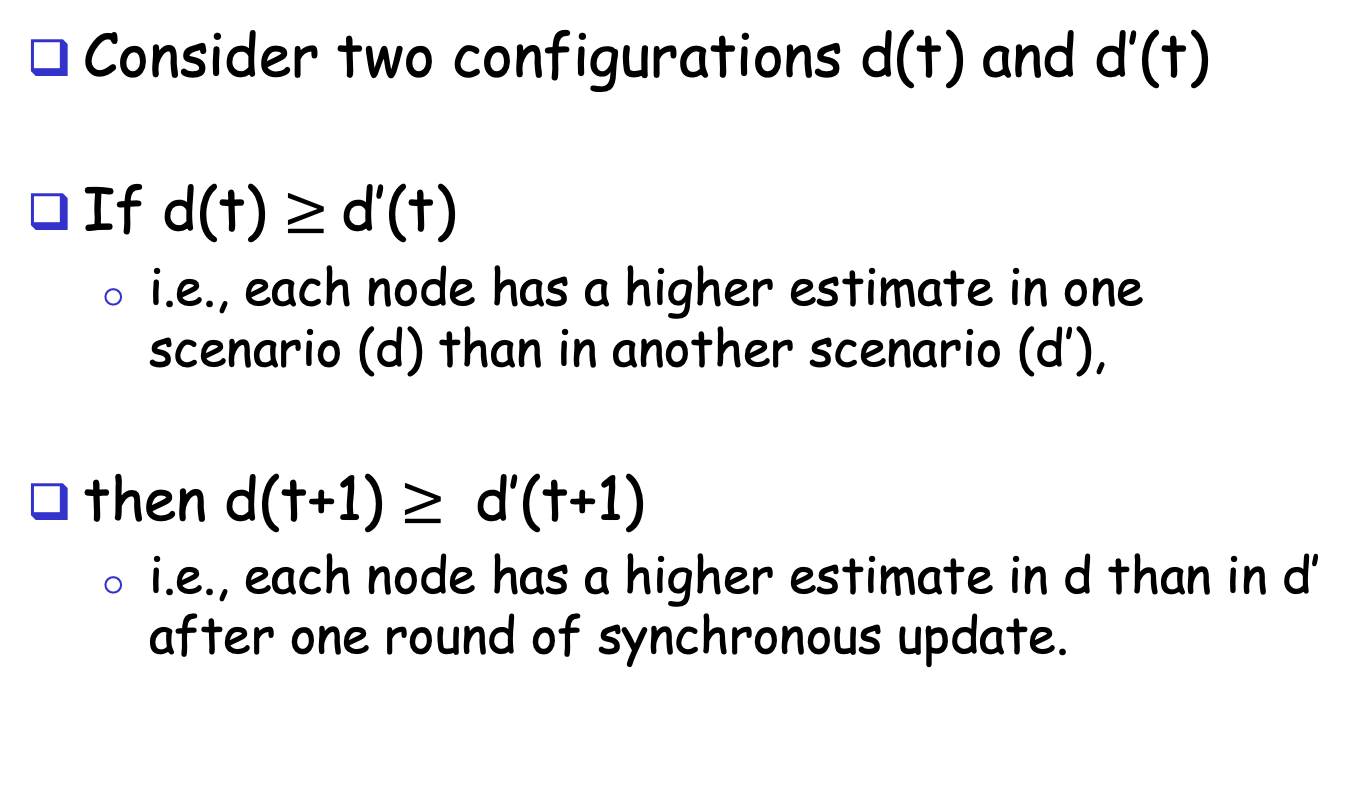 Consider two configurations d(t) and d'(t)
If d(t) ≥ d'(t)
i.e., each node has a higher estimate in one
scenario (d) than in another scenario (d'),
then d(t+1) ≥ d'(t+1)
i.e., each node has a higher estimate in d than in d'
after one round of synchronous update.